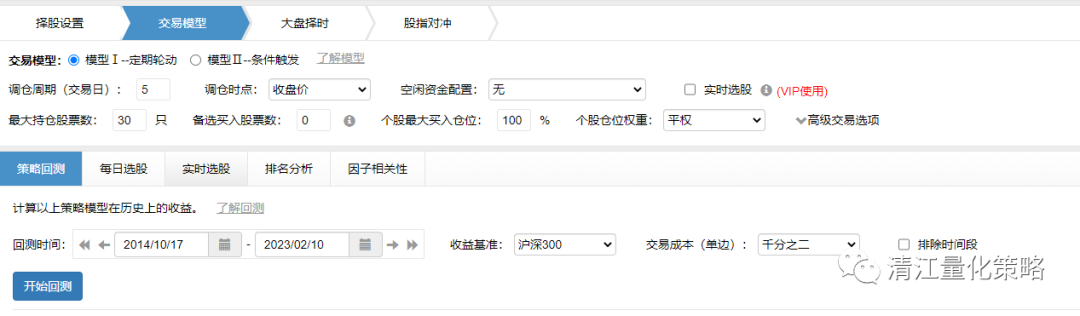 择股设置 交易模型 大盘择时 股指对冲
交易模型： 模型Ⅰ--定期轮动 模型Ⅱ--条件触发 了解模型
调仓周期（交易日）： 5 调仓时点： 收盘价 空闲资金配置： 无 实时选股 (VIP使用)
最大持仓股票数： 30 只 备选买入股票数： 0 个股最大买入仓位： 100 % 个股仓位权重： 平权 高级交易选项
策略回测 每日选股 实时选股 排名分析 因子相关性
计算以上策略模型在历史上的收益。 了解回测
回测时间： 2014/10/17 - 2023/02/10 收益基准： 沪深300 交易成本（单边）： 千分之二 排除时间段
清江量化策略
开始回测